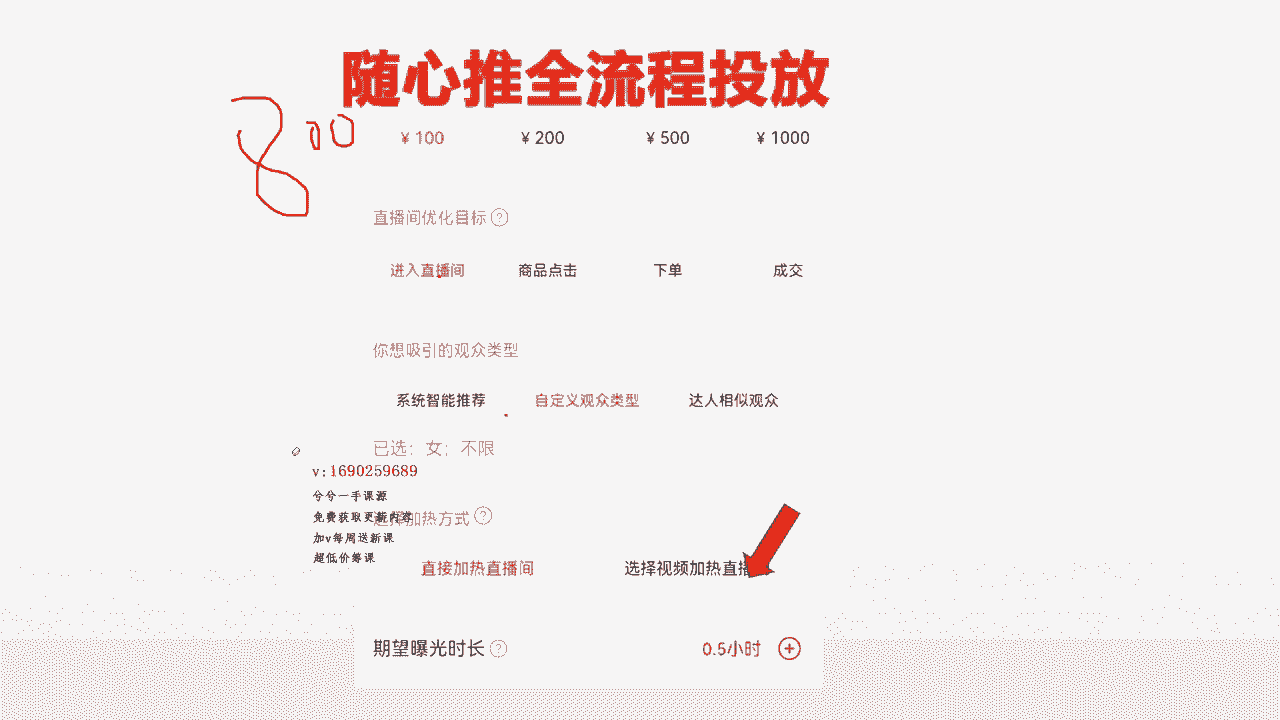 随心推全流程投放
800
¥ 100 ¥ 200 ¥ 500 ¥ 1000
直播间优化目标 ?
进入直播间 商品点击 下单 成交
你想吸引的观众类型
系统智能推荐 自定义观众类型 达人相似观众
已选：女；不限
v:1690259689
兮兮一手课源
免费获取更新内容
选择加热方式 ?
加v每周送新课
超低价筹课
直接加热直播间 选择视频加热直播
期望曝光时长 ? 0.5小时 +